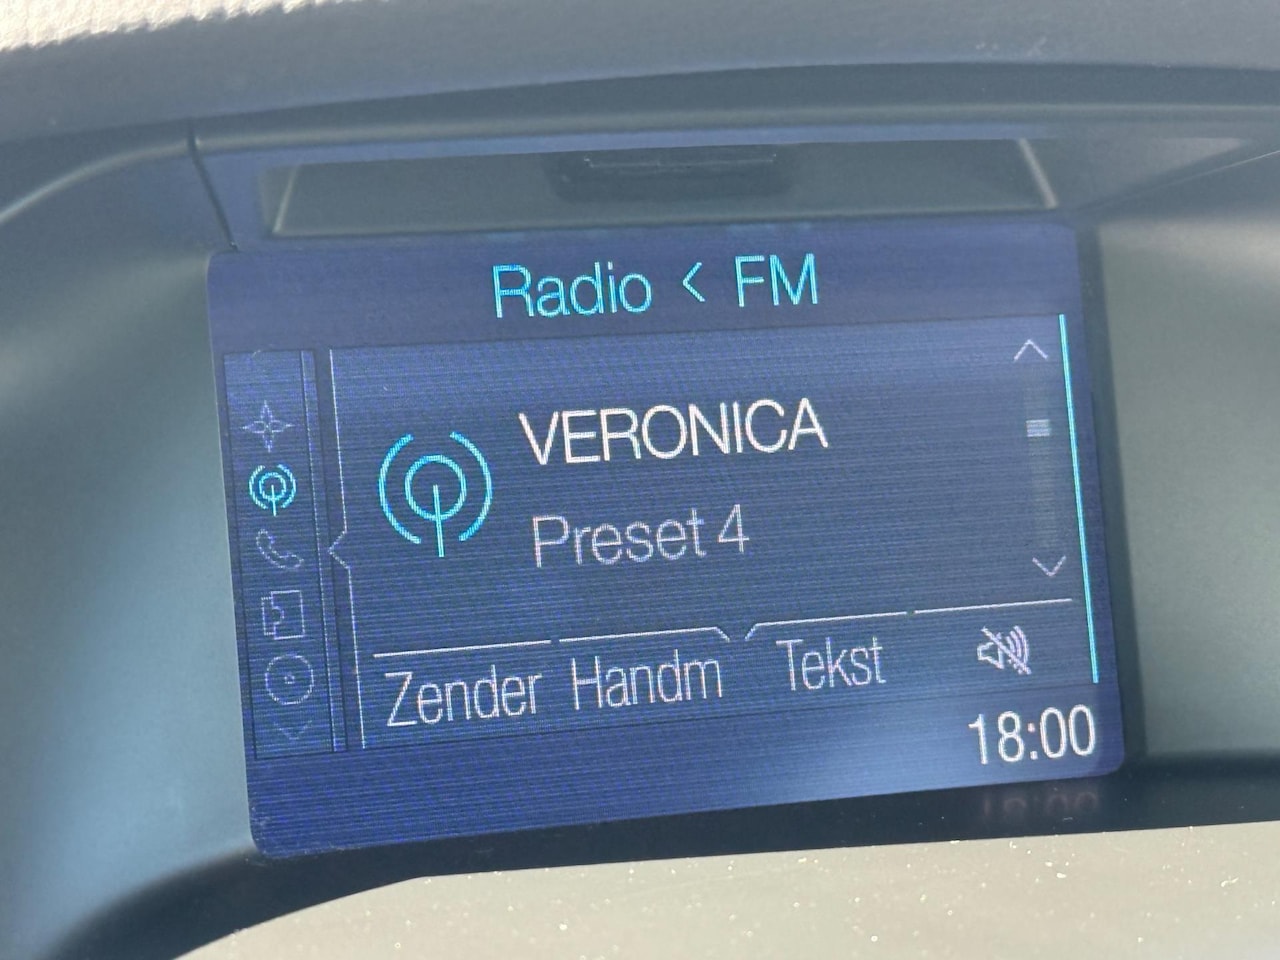 Radio < FM
VERONICA
Preset 4
Zender Handm Tekst
18:00